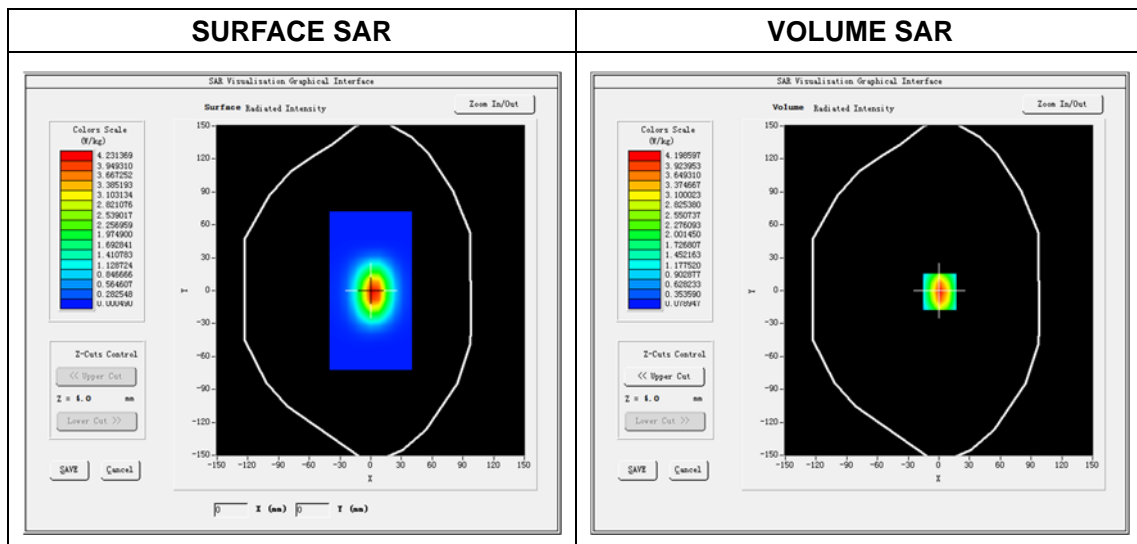 SURFACE SAR
VOLUME SAR
SAR Visualisation Graphical Interface
Surface Radiated Intensity
Zoom In/Out
Colors Scale
(W/kg)
4.231369
3.949310
3.667252
3.385193
3.103134
2.821076
2.539017
2.256959
1.974900
1.692841
1.410783
1.128724
0.846666
0.564607
0.282548
0.000490
150
120
90
60
30
0
-30
-60
-90
-120
-150
Y
-150 -120 -90 -60 -30 0 30 60 90 120 150
X
Z-Cuts Control
<< Upper Cut
Z = 4.0 mm
Lower Cut >>
SAVE Cancel
0 X (mm) 0 Y (mm)
SAR Visualisation Graphical Interface
Volume Radiated Intensity
Zoom In/Out
Colors Scale
(W/kg)
4.198597
3.923953
3.649310
3.374667
3.100023
2.825380
2.550737
2.276093
2.001450
1.726807
1.452163
1.177520
0.902877
0.628233
0.353590
0.078947
150
120
90
60
30
0
-30
-60
-90
-120
-150
Y
-150 -120 -90 -60 -30 0 30 60 90 120 150
X
Z-Cuts Control
<< Upper Cut
Z = 4.0 mm
Lower Cut >>
SAVE Cancel